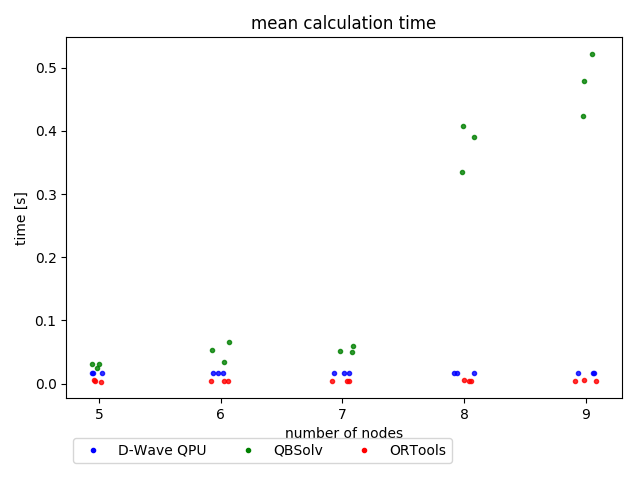 mean calculation time
time [s]
0.5
0.4
0.3
0.2
0.1
0.0
5 6 7 8 9
number of nodes
D-Wave QPU QBSolv ORTools